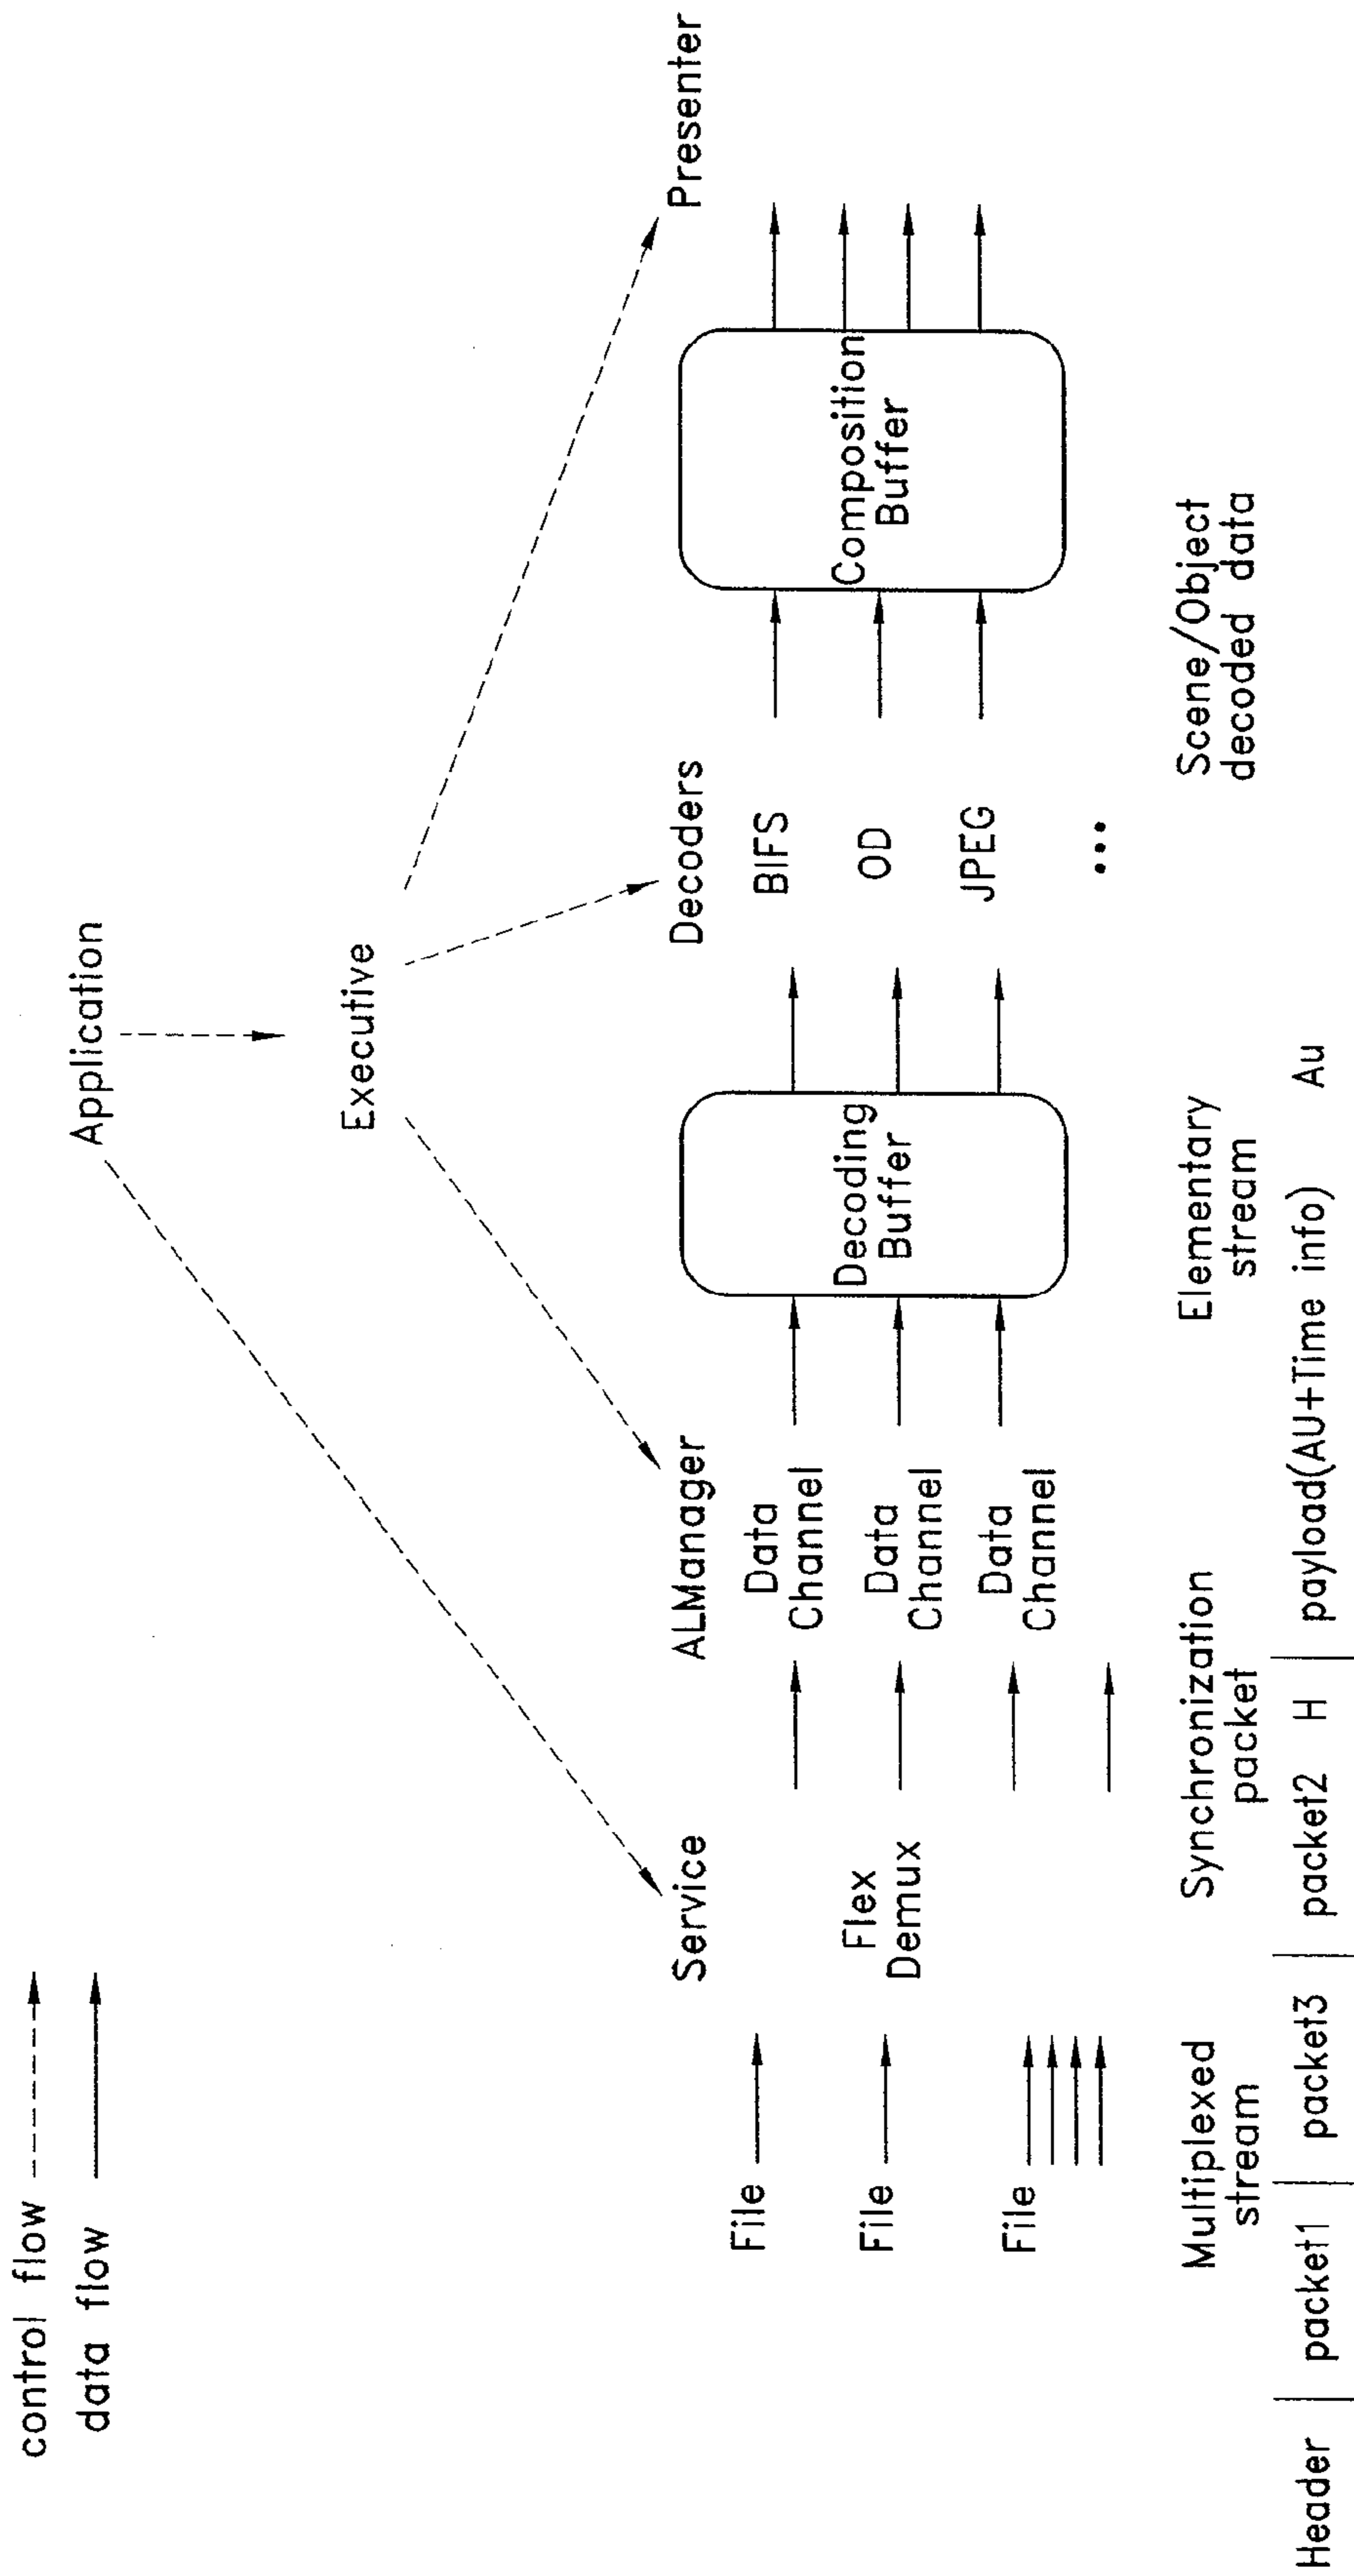 control flow
data flow
Application
Executive
Service
ALManager
Decoders
Presenter
File
File
File
Flex
Demux
Data
Channel
Data
Channel
Data
Channel
Decoding
Buffer
BIFS
OD
JPEG
...
Composition
Buffer
Multiplexed
stream
Synchronization
packet
Elementary
stream
Scene/Object
decoded data
Header | packet1 | packet3 | packet2 H | payload(AU+Time info) Au